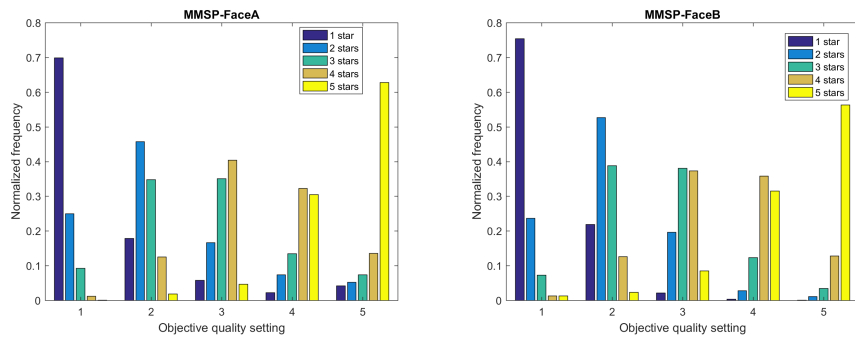 MMSP-FaceA
0.8
0.7
0.6
0.5
0.4
0.3
0.2
0.1
0
Normalized frequency
1 star
2 stars
3 stars
4 stars
5 stars
1 2 3 4 5
Objective quality setting
MMSP-FaceB
0.8
0.7
0.6
0.5
0.4
0.3
0.2
0.1
0
Normalized frequency
1 star
2 stars
3 stars
4 stars
5 stars
1 2 3 4 5
Objective quality setting